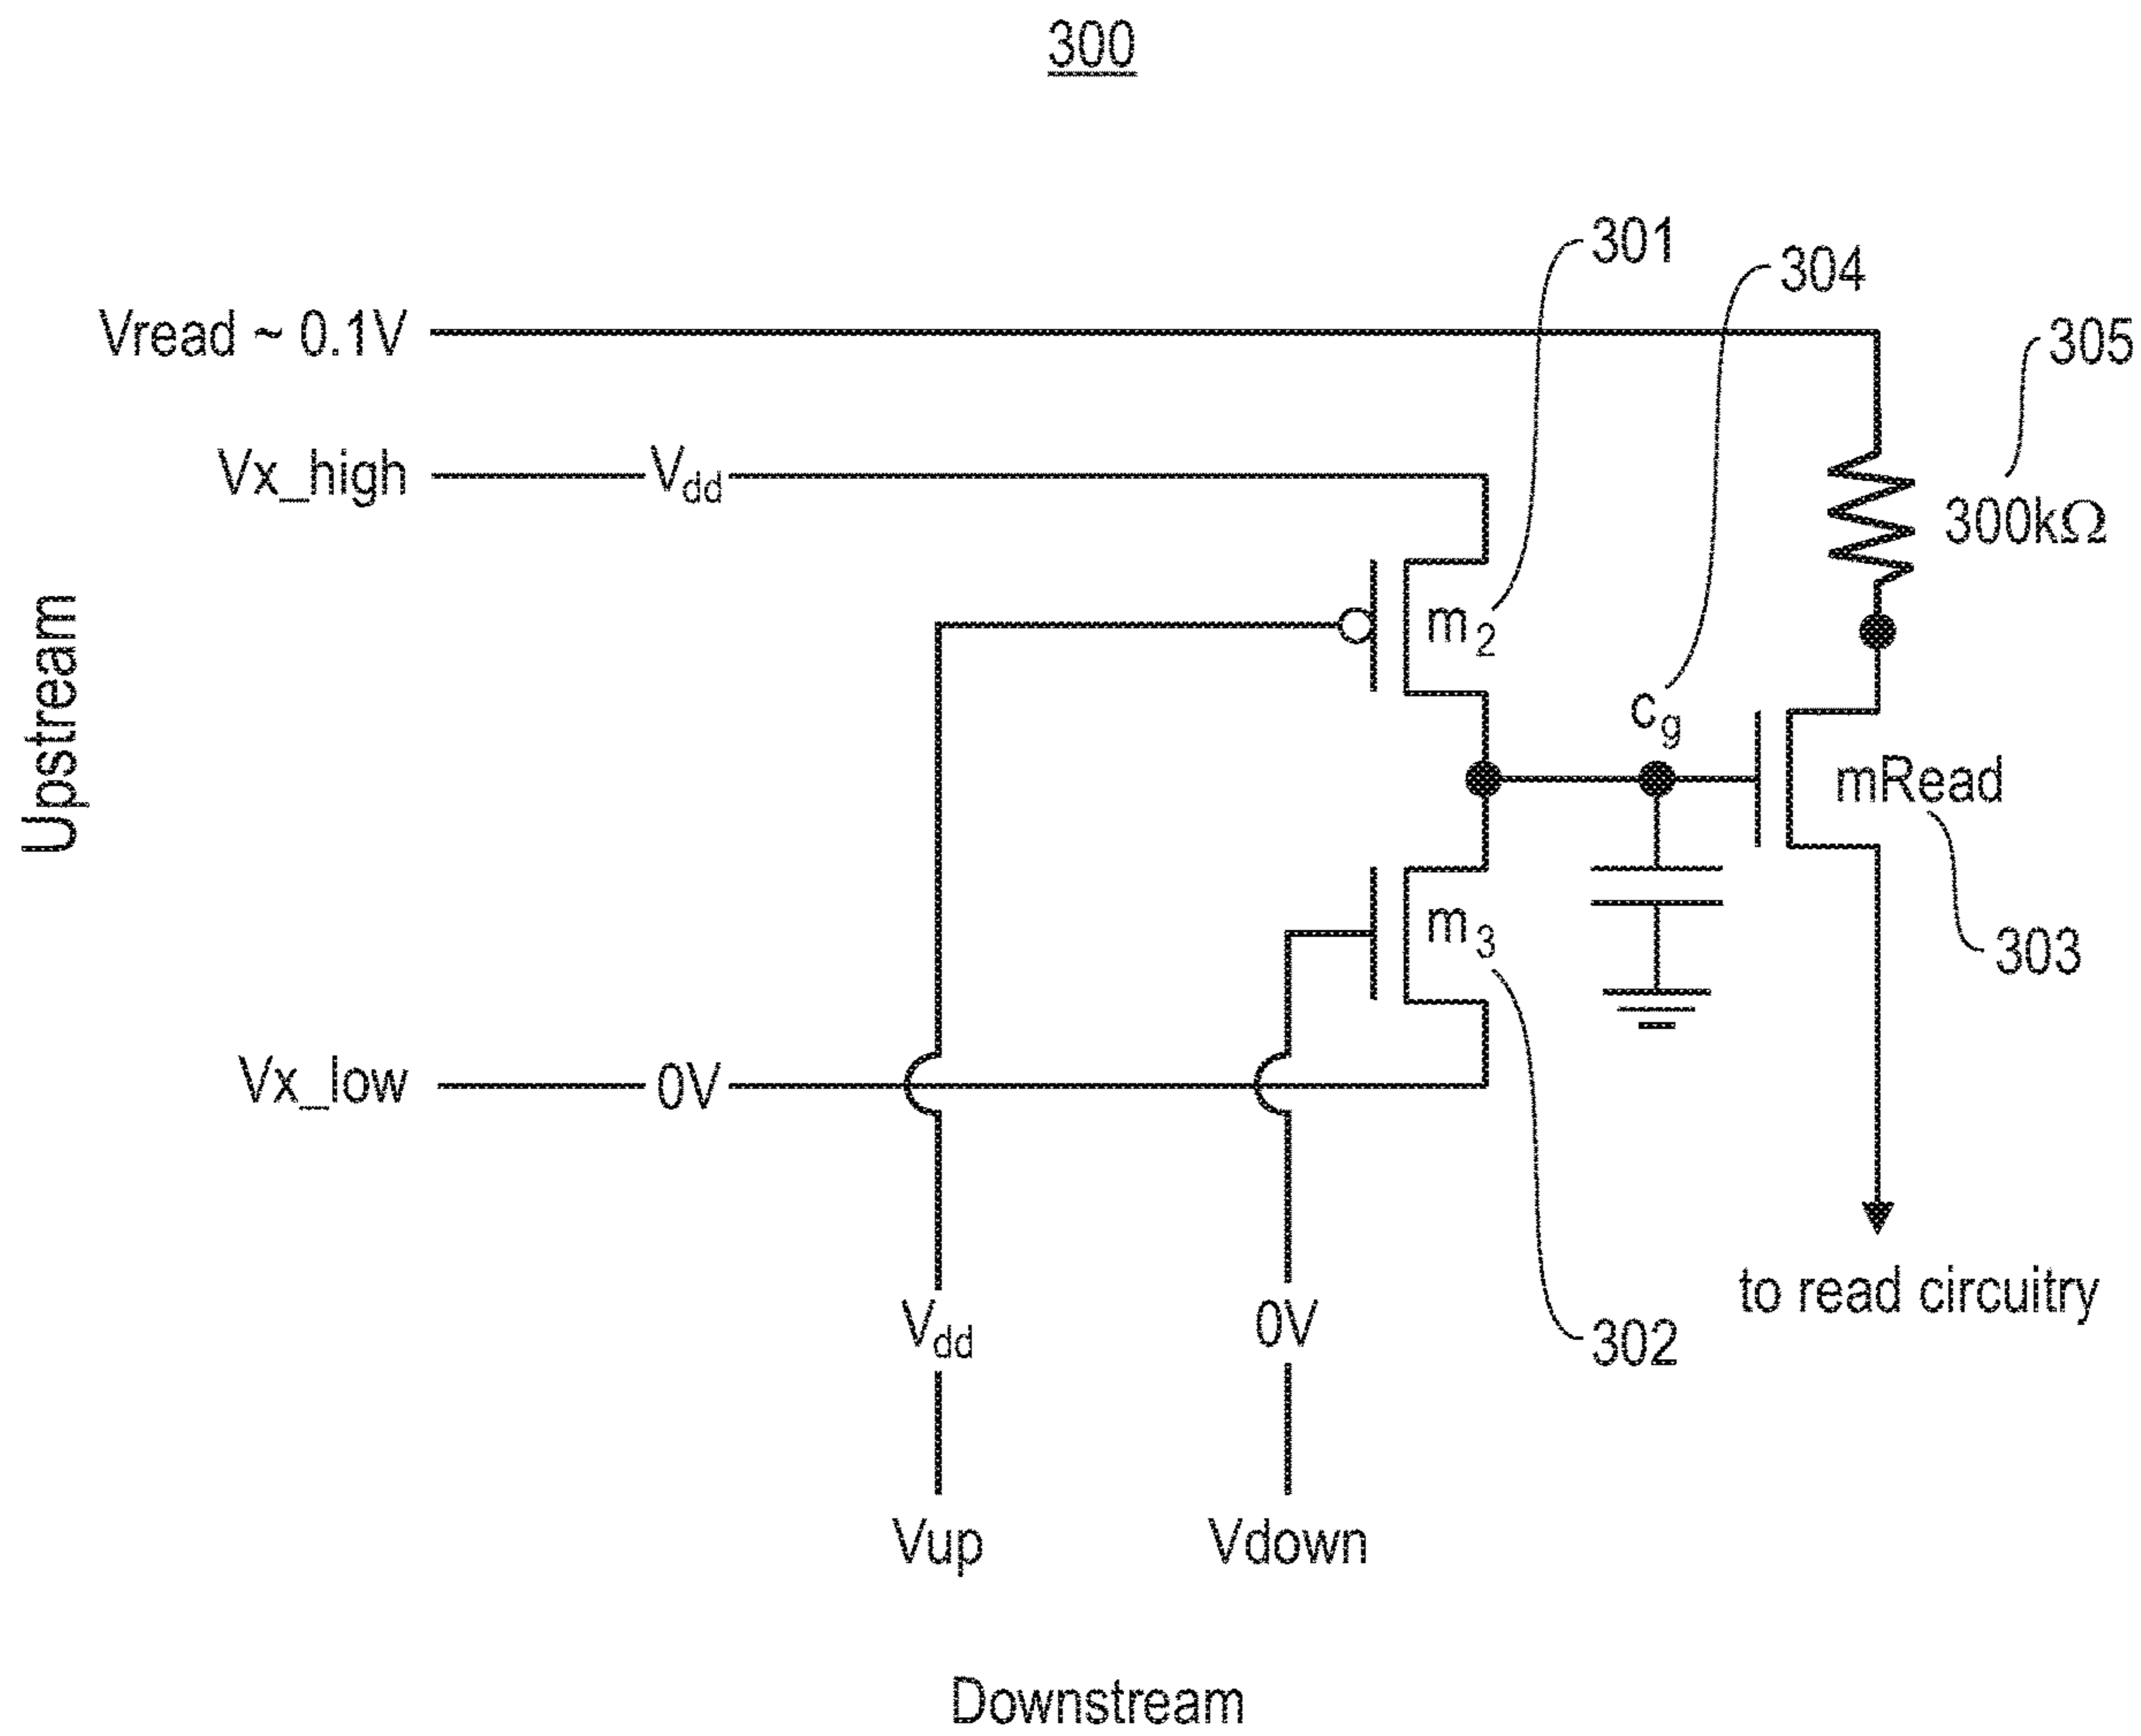 300
301
304
Vread ~ 0.1V
305
Vx_high
Vdd
300kΩ
Upstream
m2
cg
mRead
m3
303
Vx_low
0V
to read circuitry
Vdd
0V
302
Vup
Vdown
Downstream